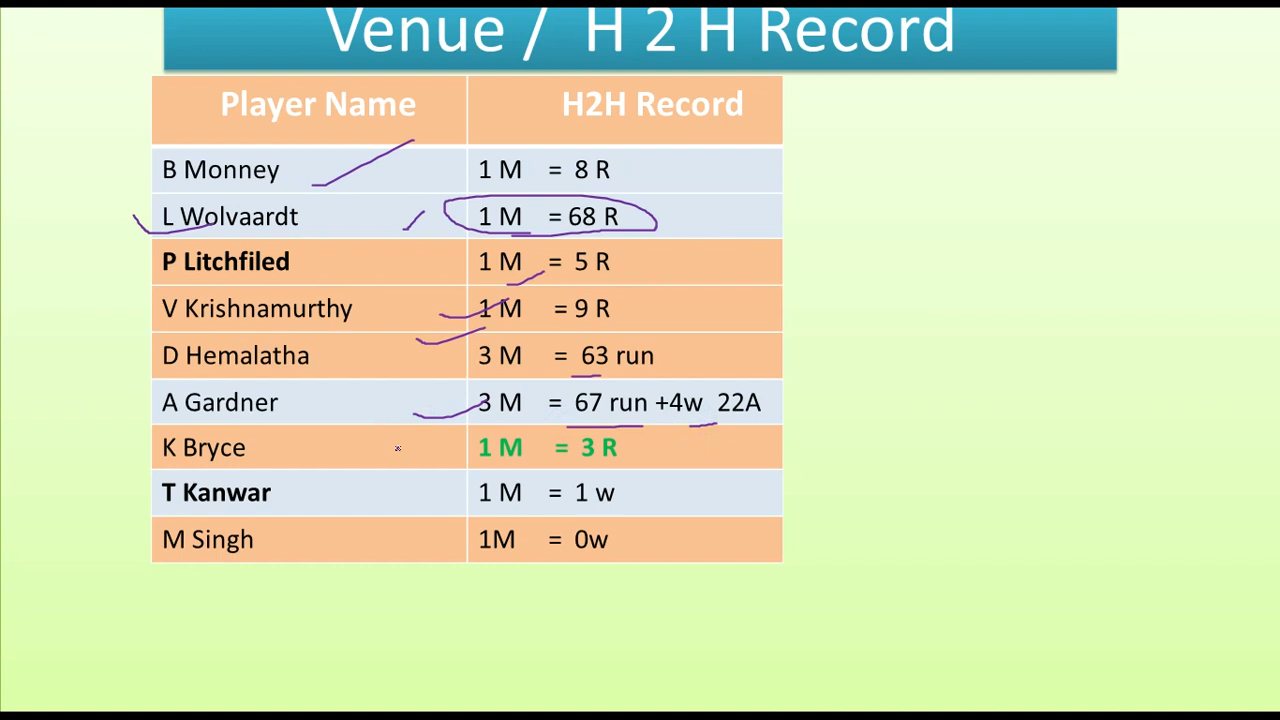 Venue / H 2 H Record
Player Name H2H Record
B Monney 1 M = 8 R
L Wolvaardt 1 M = 68 R
P Litchfiled 1 M = 5 R
V Krishnamurthy 1 M = 9 R
D Hemalatha 3 M = 63 run
A Gardner 3 M = 67 run +4w 22A
K Bryce 1 M = 3 R
T Kanwar 1 M = 1 w
M Singh 1M = 0w